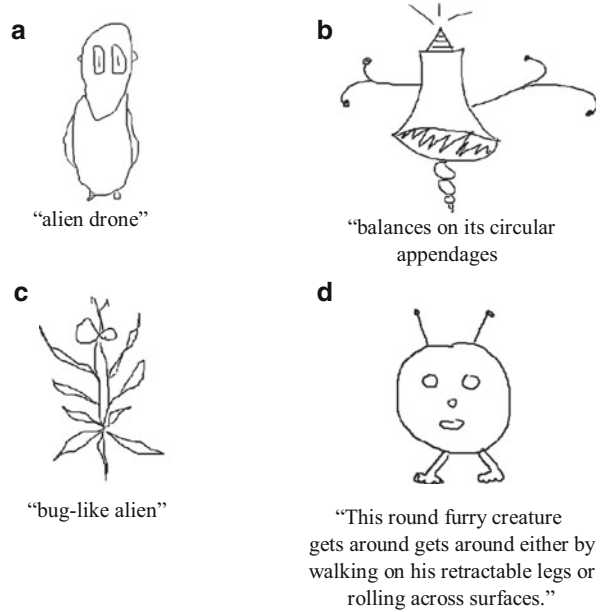 a
“alien drone”
b
“balances on its circular
appendages
c
“bug-like alien”
d
“This round furry creature
gets around gets around either by
walking on his retractable legs or
rolling across surfaces.”